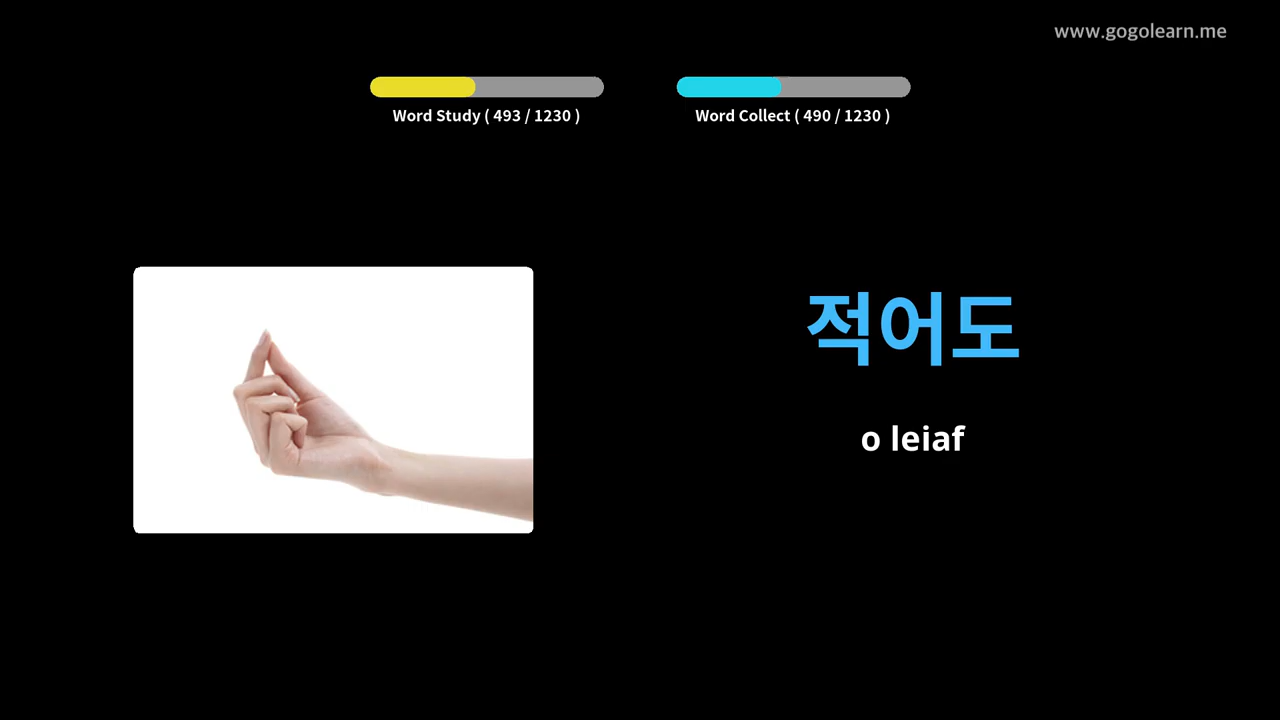 www.gogolearn.me
Word Study ( 493 / 1230 )
Word Collect ( 490 / 1230 )
적어도
o leiaf